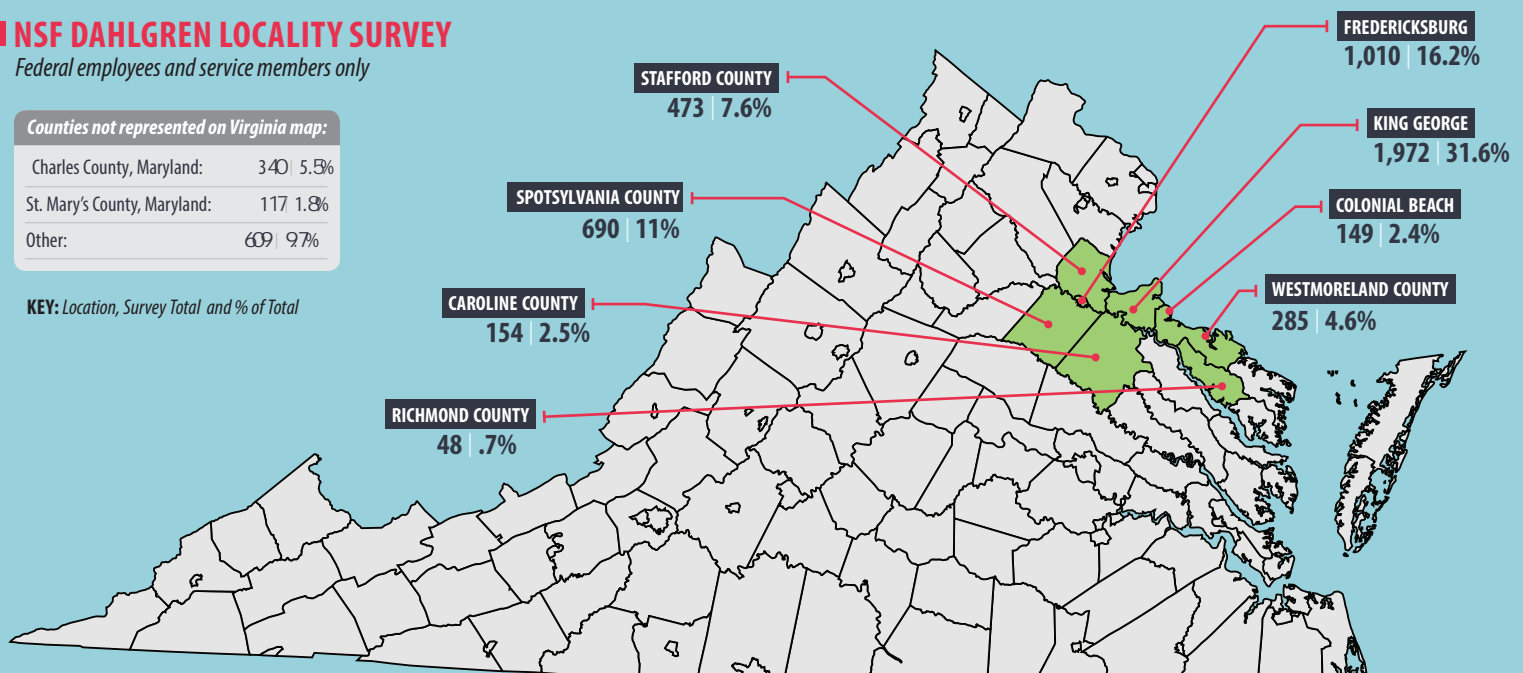 NSF DAHLGREN LOCALITY SURVEY
Federal employees and service members only
Counties not represented on Virginia map:
Charles County, Maryland: 340 | 5.5%
St. Mary's County, Maryland: 117 | 1.8%
Other: 609 | 9.7%
KEY: Location, Survey Total and % of Total
FREDERICKSBURG
1,010 | 16.2%
STAFFORD COUNTY
473 | 7.6%
KING GEORGE
1,972 | 31.6%
SPOTSYLVANIA COUNTY
690 | 11%
COLONIAL BEACH
149 | 2.4%
CAROLINE COUNTY
154 | 2.5%
WESTMORELAND COUNTY
285 | 4.6%
RICHMOND COUNTY
48 | .7%